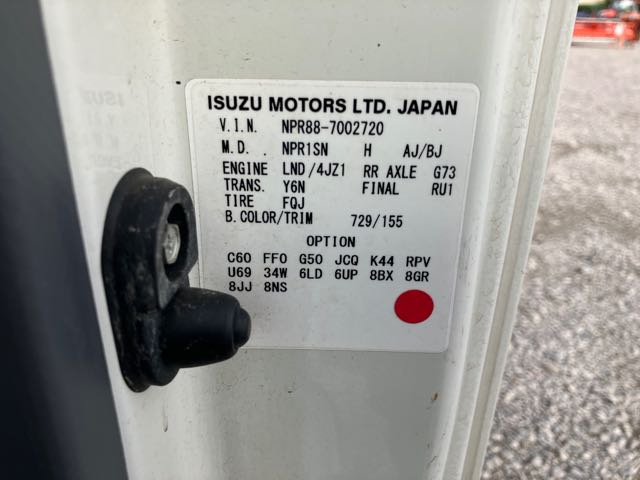 ISUZU MOTORS LTD. JAPAN
V.I.N. NPR88-7002720
M.D. NPR1SN H AJ/BJ
ENGINE LND/4JZ1 RR AXLE G73
TRANS. Y6N FINAL RU1
TIRE FQJ
B.COLOR/TRIM 729/155
OPTION
C60 FF0 G50 JCQ K44 RPV
U69 34W 6LD 6UP 8BX 8GR
8JJ 8NS